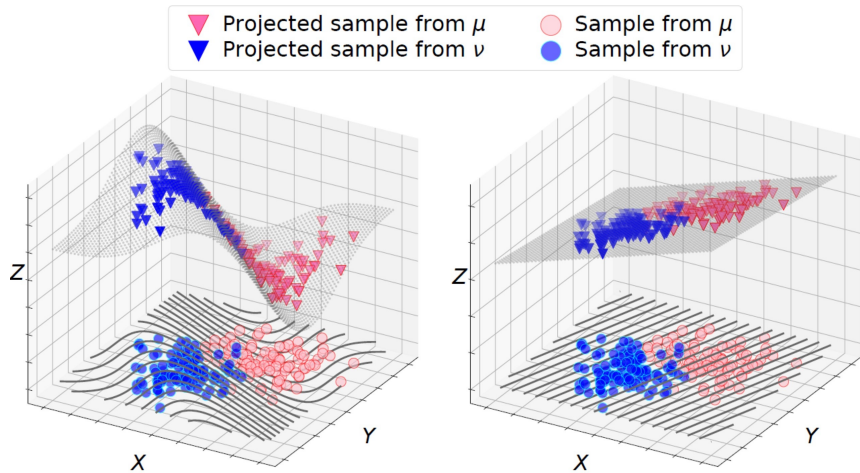 Projected sample from μ
Sample from μ
Projected sample from ν
Sample from ν
Z
X
Y
Z
X
Y